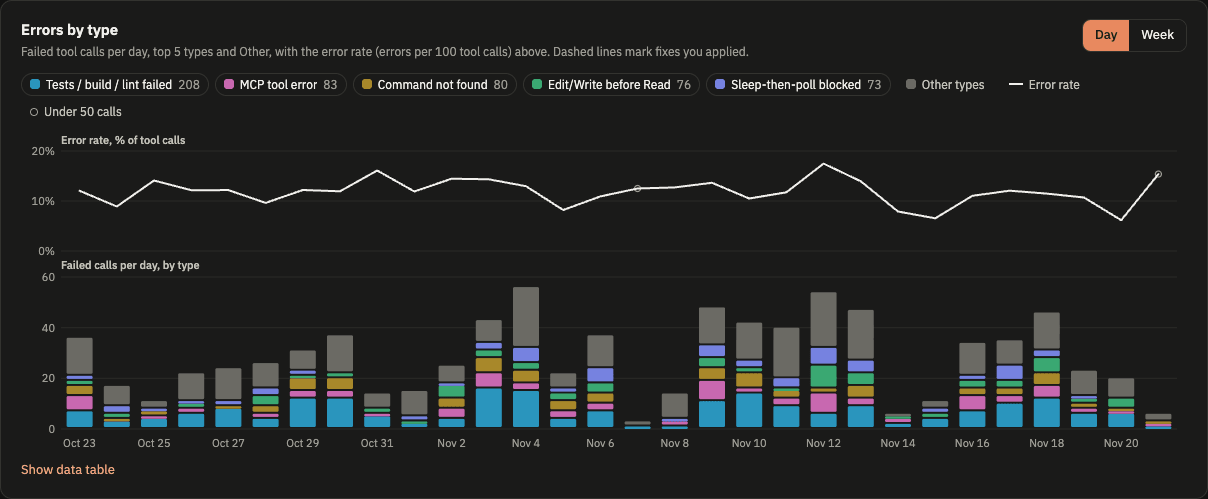 Errors by type
Failed tool calls per day, top 5 types and Other, with the error rate (errors per 100 tool calls) above. Dashed lines mark fixes you applied.
Day Week
Tests / build / lint failed 208 MCP tool error 83 Command not found 80 Edit/Write before Read 76 Sleep-then-poll blocked 73 Other types Error rate
Under 50 calls
Error rate, % of tool calls
20%
10%
0%
Failed calls per day, by type
60
40
20
0
Oct 23 Oct 25 Oct 27 Oct 29 Oct 31 Nov 2 Nov 4 Nov 6 Nov 8 Nov 10 Nov 12 Nov 14 Nov 16 Nov 18 Nov 20
Show data table